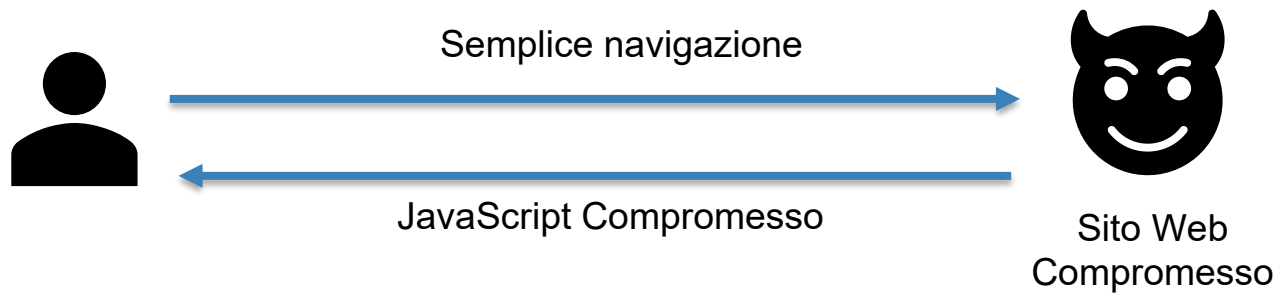 Semplice navigazione
JavaScript Compromesso
Sito Web
Compromesso